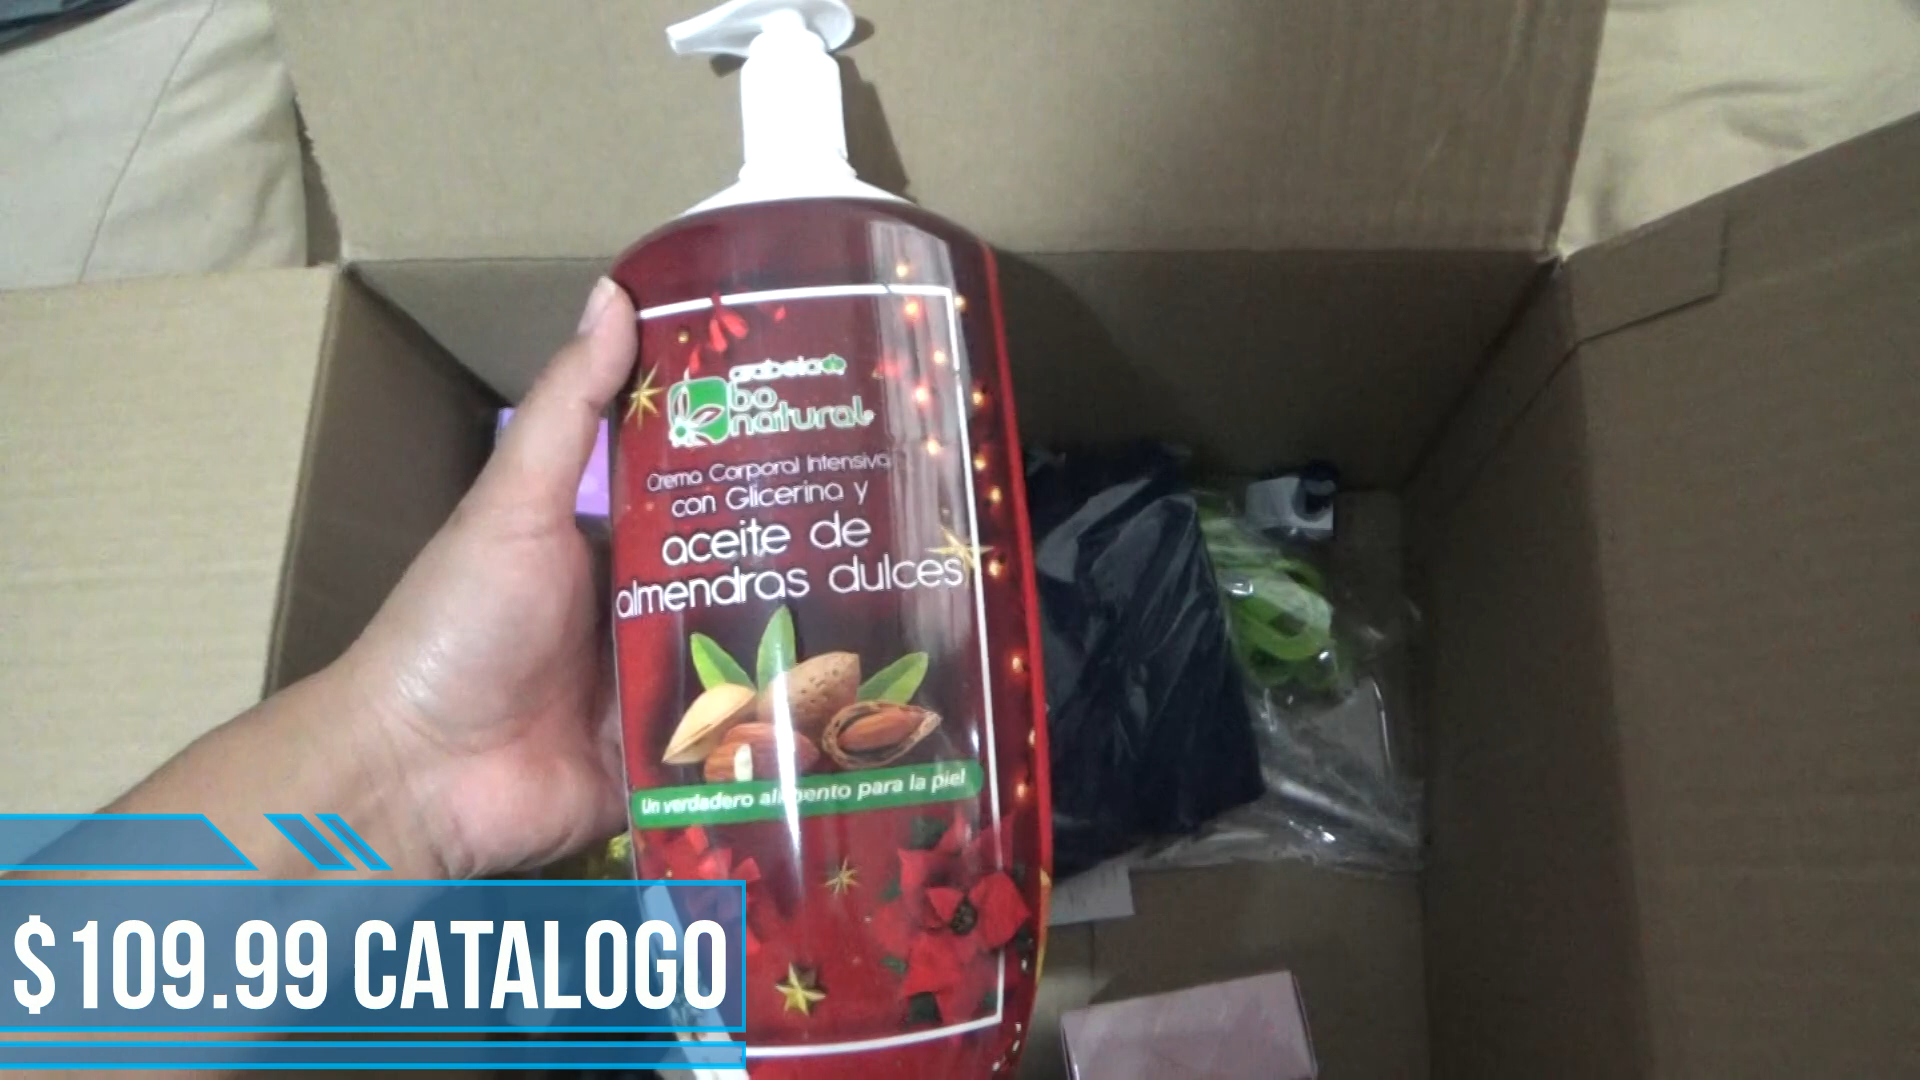 arabela
bo
natural
Crema Corporal Intensiva
con Glicerina y
aceite de
almendras dulces
Un verdadero alimento para la piel
$109.99 CATALOGO